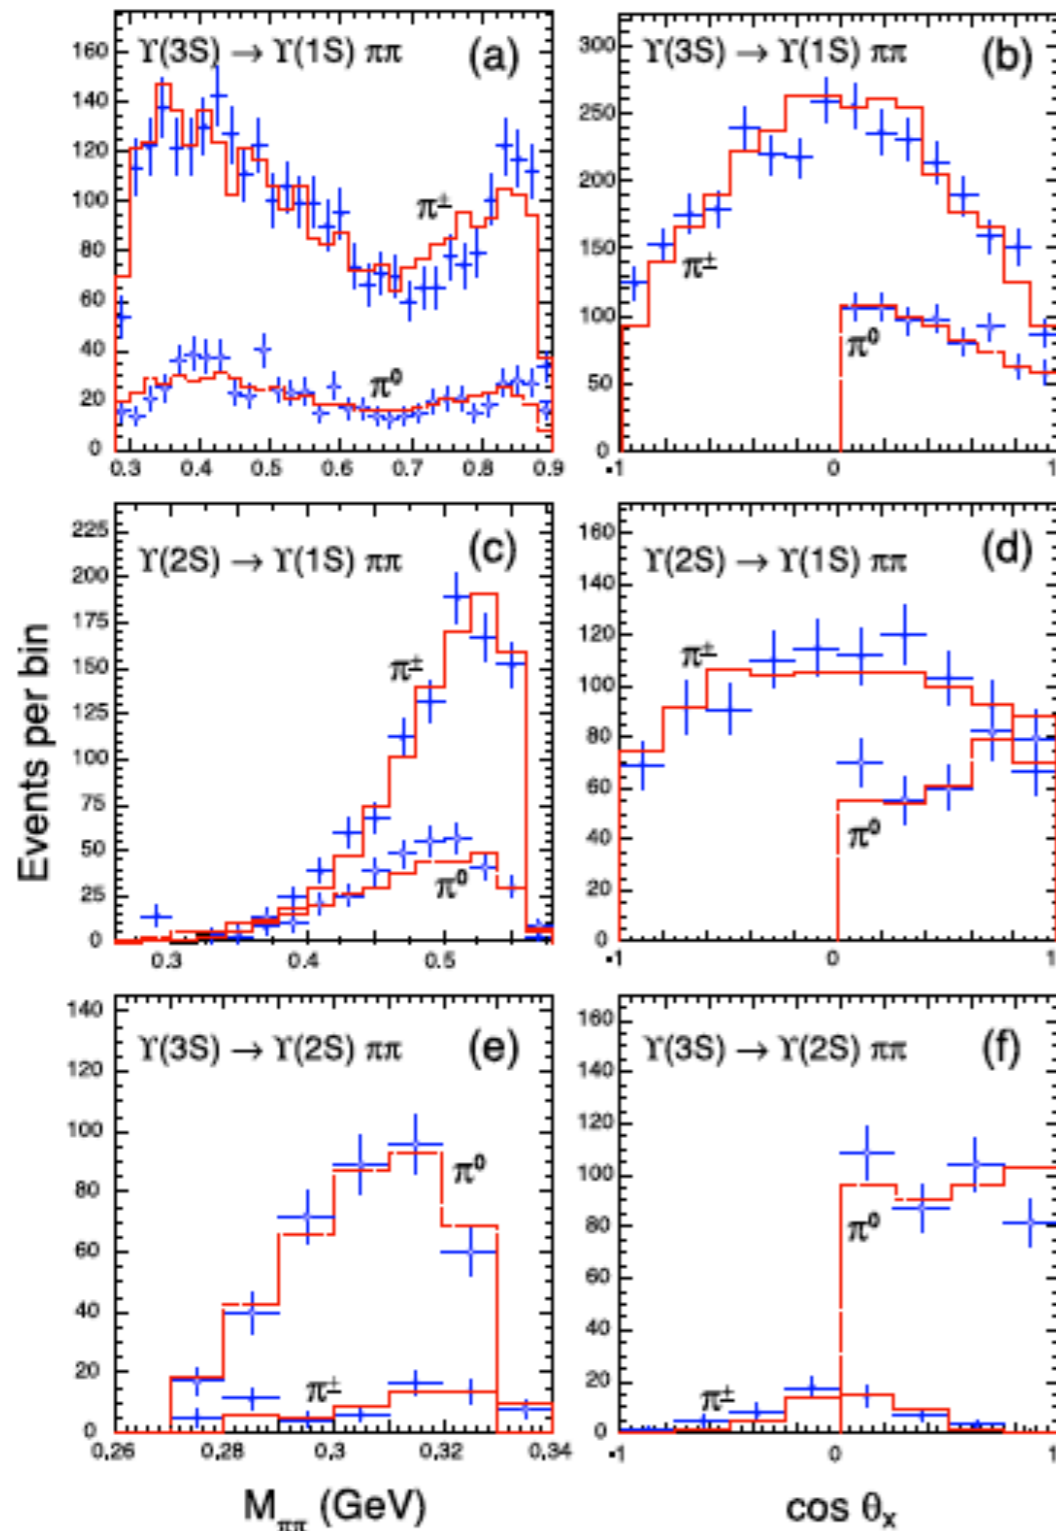 ϒ(3S) → ϒ(1S) ππ (a)
160
140
120
100
80
60
40
20
0
π±
π⁰
0.3 0.4 0.5 0.6 0.7 0.8 0.9
ϒ(3S) → ϒ(1S) ππ (b)
300
250
200
150
100
50
0
π±
π⁰
-1 0 1
Events per bin
ϒ(2S) → ϒ(1S) ππ (c)
225
200
175
150
125
100
75
50
25
0
π±
π⁰
0.3 0.4 0.5
ϒ(2S) → ϒ(1S) ππ (d)
160
140
120
100
80
60
40
20
0
π±
π⁰
-1 0 1
ϒ(3S) → ϒ(2S) ππ (e)
140
120
100
80
60
40
20
0
π⁰
π±
0.26 0.28 0.3 0.32 0.34
M_ππ (GeV)
ϒ(3S) → ϒ(2S) ππ (f)
160
140
120
100
80
60
40
20
0
π⁰
π±
-1 0 1
cos θ_x